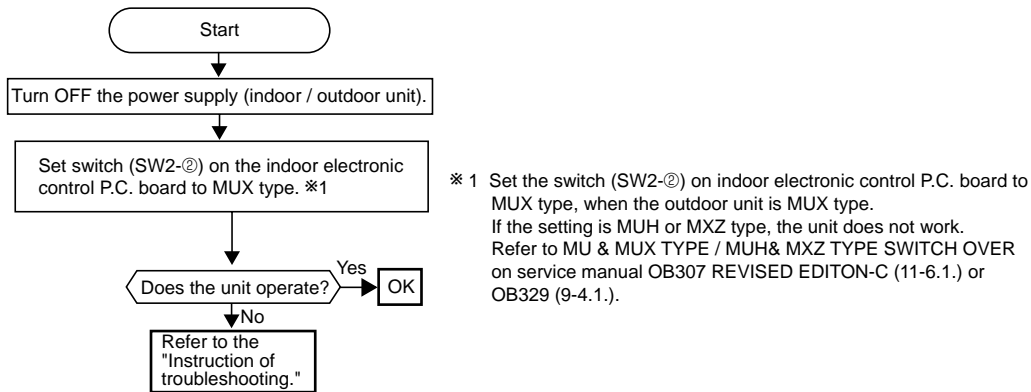 Start
Turn OFF the power supply (indoor / outdoor unit).
Set switch (SW2-②) on the indoor electronic
control P.C. board to MUX type. ※1
Does the unit operate?
Yes
OK
No
Refer to the
"Instruction of
troubleshooting."
※ 1 Set the switch (SW2-②) on indoor electronic control P.C. board to
MUX type, when the outdoor unit is MUX type.
If the setting is MUH or MXZ type, the unit does not work.
Refer to MU & MUX TYPE / MUH& MXZ TYPE SWITCH OVER
on service manual OB307 REVISED EDITON-C (11-6.1.) or
OB329 (9-4.1.).